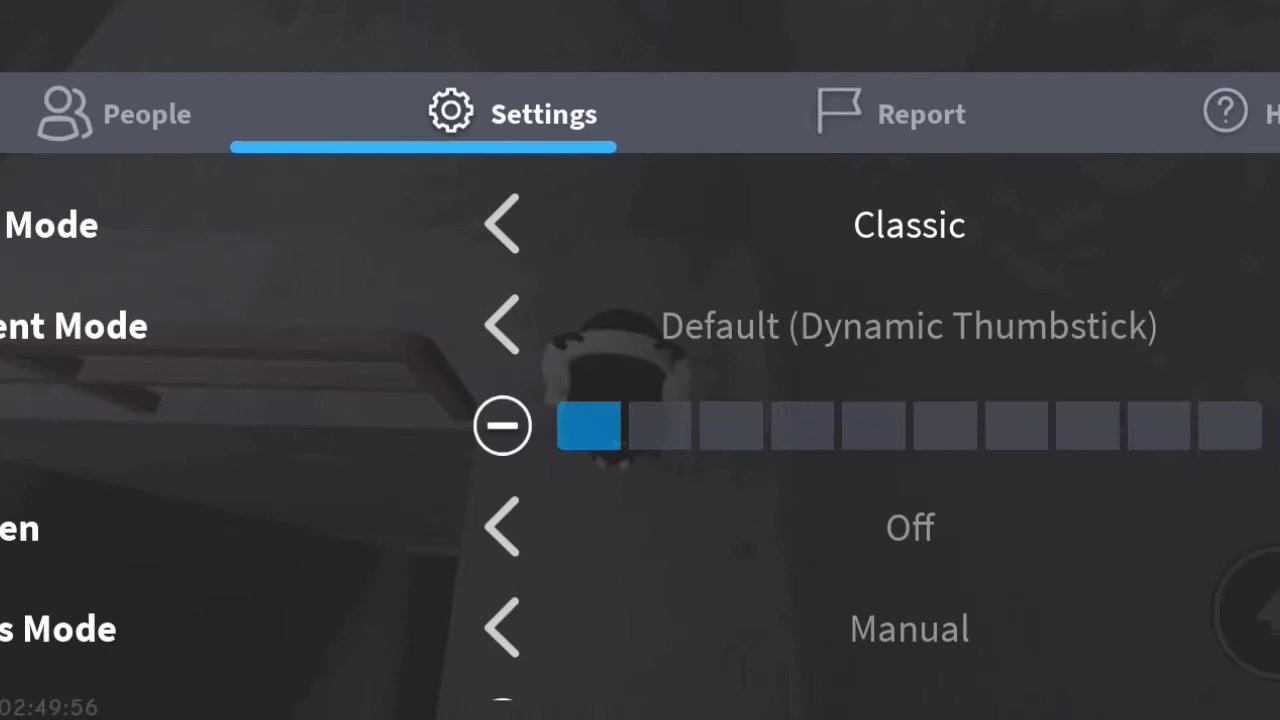 People
Settings
Report
?
H
Mode
Classic
ent Mode
Default (Dynamic Thumbstick)
en
Off
s Mode
Manual
02:49:56